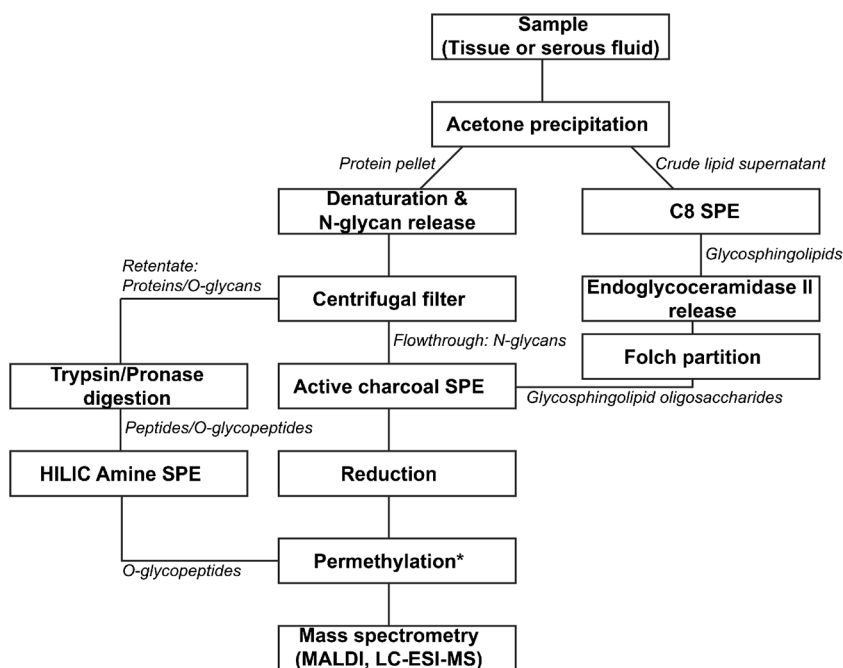 Sample
(Tissue or serous fluid)
Acetone precipitation
Protein pellet
Crude lipid supernatant
Denaturation &
N-glycan release
C8 SPE
Glycosphingolipids
Retentate:
Proteins/O-glycans
Centrifugal filter
Endoglycoceramidase II
release
Flowthrough: N-glycans
Folch partition
Trypsin/Pronase
digestion
Active charcoal SPE
Glycosphingolipid oligosaccharides
Peptides/O-glycopeptides
HILIC Amine SPE
Reduction
Permethylation*
O-glycopeptides
Mass spectrometry
(MALDI, LC-ESI-MS)